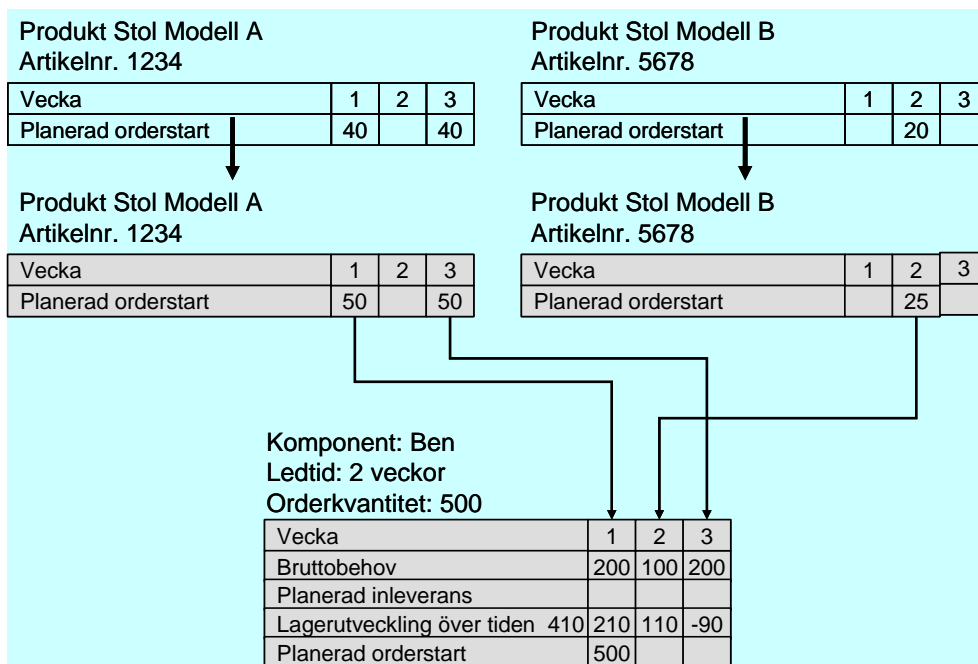 Produkt Stol Modell A
Artikelnr. 1234
Vecka 1 2 3
Planerad orderstart 40 40
Produkt Stol Modell B
Artikelnr. 5678
Vecka 1 2 3
Planerad orderstart 20
Produkt Stol Modell A
Artikelnr. 1234
Vecka 1 2 3
Planerad orderstart 50 50
Produkt Stol Modell B
Artikelnr. 5678
Vecka 1 2 3
Planerad orderstart 25
Komponent: Ben
Ledtid: 2 veckor
Orderkvantitet: 500
Vecka 1 2 3
Bruttobehov 200 100 200
Planerad inleverans
Lagerutveckling över tiden 410 210 110 -90
Planerad orderstart 500